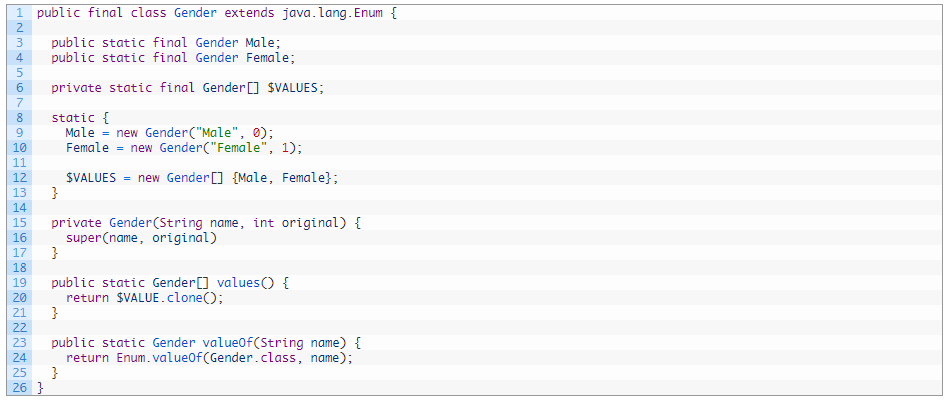 1 public final class Gender extends java.lang.Enum {
2
3 public static final Gender Male;
4 public static final Gender Female;
5
6 private static final Gender[] $VALUES;
7
8 static {
9 Male = new Gender("Male", 0);
10 Female = new Gender("Female", 1);
11
12 $VALUES = new Gender[] {Male, Female};
13 }
14
15 private Gender(String name, int original) {
16 super(name, original)
17 }
18
19 public static Gender[] values() {
20 return $VALUE.clone();
21 }
22
23 public static Gender valueOf(String name) {
24 return Enum.valueOf(Gender.class, name);
25 }
26 }